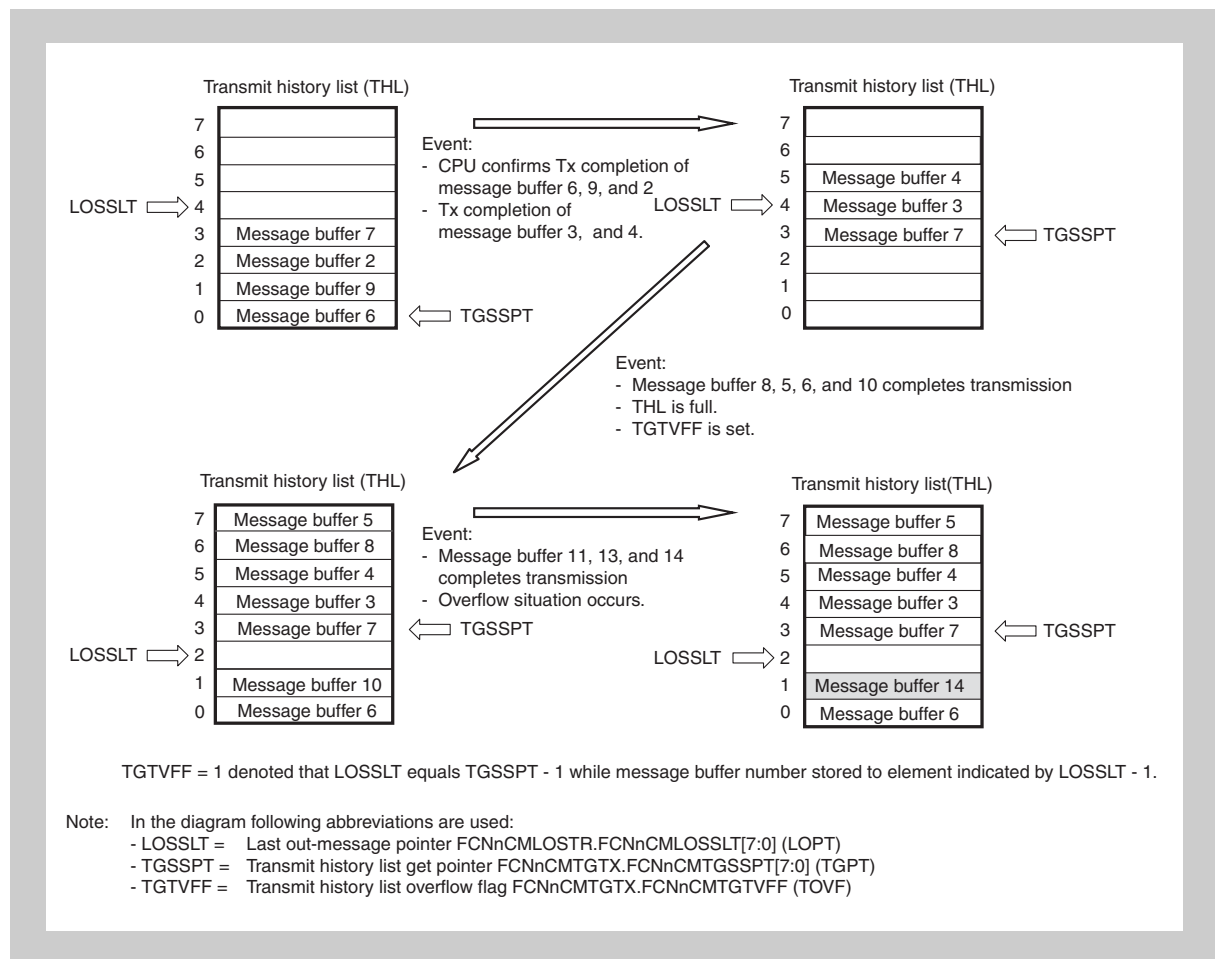 Transmit history list (THL)
7
6
5
LOSSLT 4
3 Message buffer 7
2 Message buffer 2
1 Message buffer 9
0 Message buffer 6 TGSSPT
Event:
- CPU confirms Tx completion of
message buffer 6, 9, and 2
- Tx completion of
message buffer 3, and 4.
Transmit history list (THL)
7
6
5 Message buffer 4
LOSSLT 4 Message buffer 3
3 Message buffer 7 TGSSPT
2
1
0
Event:
- Message buffer 8, 5, 6, and 10 completes transmission
- THL is full.
- TGTVFF is set.
Transmit history list (THL)
7 Message buffer 5
6 Message buffer 8
5 Message buffer 4
4 Message buffer 3
3 Message buffer 7 TGSSPT
LOSSLT 2
1 Message buffer 10
0 Message buffer 6
Event:
- Message buffer 11, 13, and 14
completes transmission
- Overflow situation occurs.
Transmit history list(THL)
7 Message buffer 5
6 Message buffer 8
5 Message buffer 4
4 Message buffer 3
3 Message buffer 7 TGSSPT
LOSSLT 2
1 Message buffer 14
0 Message buffer 6
TGTVFF = 1 denoted that LOSSLT equals TGSSPT - 1 while message buffer number stored to element indicated by LOSSLT - 1.
Note: In the diagram following abbreviations are used:
- LOSSLT = Last out-message pointer FCNnCMLOSTR.FCNnCMLOSSLT[7:0] (LOPT)
- TGSSPT = Transmit history list get pointer FCNnCMTGTX.FCNnCMTGSSPT[7:0] (TGPT)
- TGTVFF = Transmit history list overflow flag FCNnCMTGTX.FCNnCMTGTVFF (TOVF)